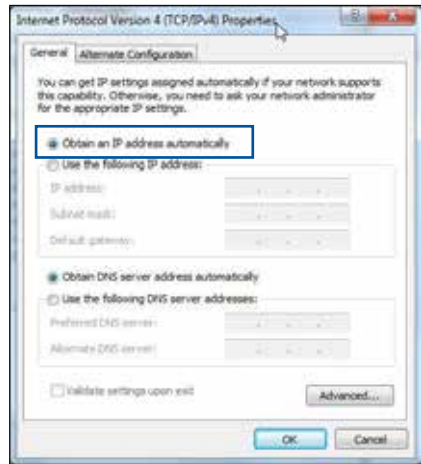 Internet Protocol Version 4 (TCP/IPv4) Properties
General
Alternate Configuration
You can get IP settings assigned automatically if your network supports
this capability. Otherwise, you need to ask your network administrator
for the appropriate IP settings.
Obtain an IP address automatically
Use the following IP address:
IP address:
Subnet mask:
Default gateway:
Obtain DNS server address automatically
Use the following DNS server addresses:
Preferred DNS server:
Alternate DNS server:
Validate settings upon exit
Advanced...
OK
Cancel